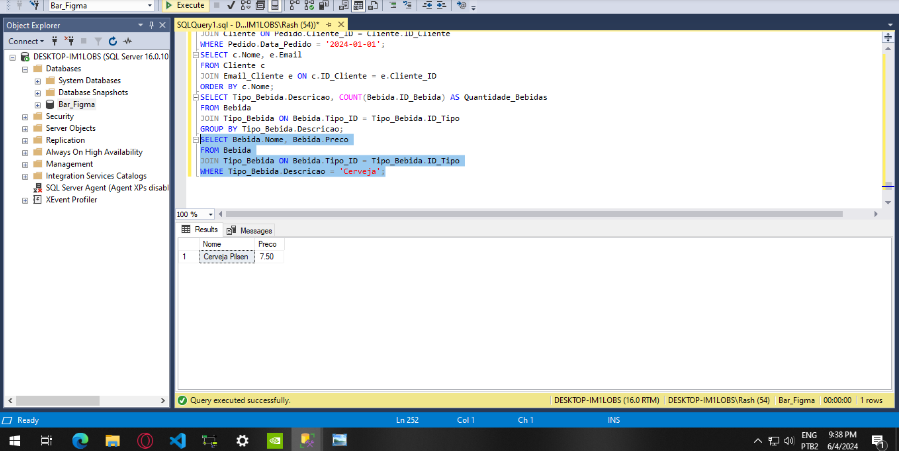 Bar_Figma
Execute
Object Explorer
SQLQuery1.sql - D...IM1LOBS\Rash (54))*
Connect
DESKTOP-IM1LOBS (SQL Server 16.0.10
Databases
System Databases
Database Snapshots
Bar_Figma
Security
Server Objects
Replication
Always On High Availability
Management
Integration Services Catalogs
SQL Server Agent (Agent XPs disabl
XEvent Profiler
JOIN Cliente ON Pedido.Cliente_ID = Cliente.ID_Cliente
WHERE Pedido.Data_Pedido = '2024-01-01';
SELECT c.Nome, e.Email
FROM Cliente c
JOIN Email_Cliente e ON c.ID_Cliente = e.Cliente_ID
ORDER BY c.Nome;
SELECT Tipo_Bebida.Descricao, COUNT(Bebida.ID_Bebida) AS Quantidade_Bebidas
FROM Bebida
JOIN Tipo_Bebida ON Bebida.Tipo_ID = Tipo_Bebida.ID_Tipo
GROUP BY Tipo_Bebida.Descricao;
SELECT Bebida.Nome, Bebida.Preco
FROM Bebida
JOIN Tipo_Bebida ON Bebida.Tipo_ID = Tipo_Bebida.ID_Tipo
WHERE Tipo_Bebida.Descricao = 'Cerveja';
100 %
Results Messages
Nome Preco
1 Cerveja Pilsen 7.50
Query executed successfully. DESKTOP-IM1LOBS (16.0 RTM) DESKTOP-IM1LOBS\Rash (54) Bar_Figma 00:00:00 1 rows
Ready Ln 252 Col 1 Ch 1 INS
ENG 9:38 PM
PTB2 6/4/2024
1